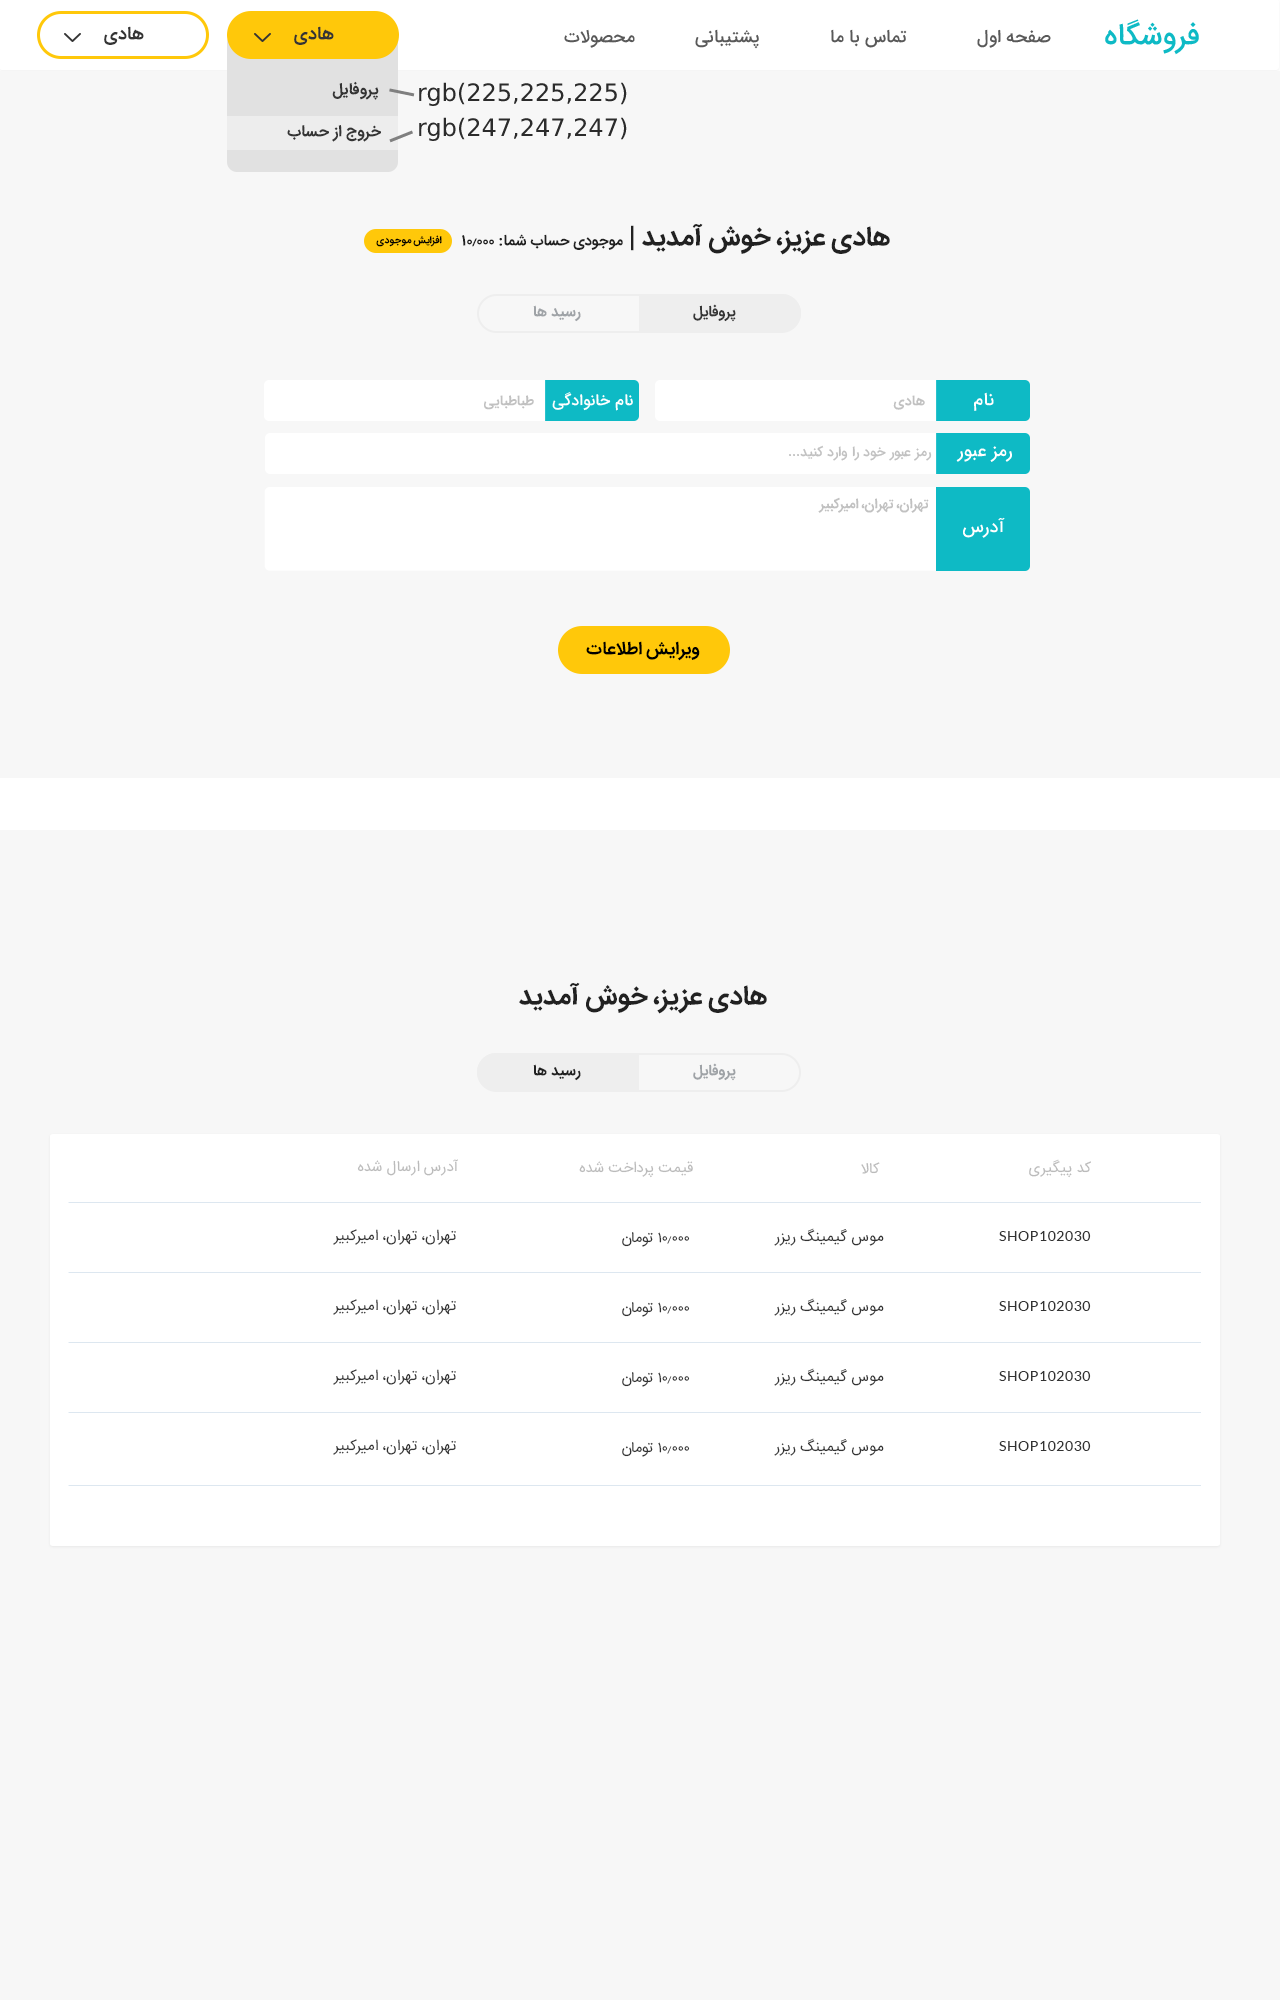 فروشگاه صفحه اول تماس با ما پشتیبانی محصولات هادی هادی
پروفایل rgb(225,225,225)
خروج از حساب rgb(247,247,247)
هادی عزیز، خوش آمدید | موجودی حساب شما: ۱۰٫۰۰۰ افزایش موجودی
پروفایل رسید ها
نام هادی نام خانوادگی طباطبایی
رمز عبور رمز عبور خود را وارد کنید...
آدرس تهران، تهران، امیرکبیر
ویرایش اطلاعات
هادی عزیز، خوش آمدید
پروفایل رسید ها
کد پیگیری کالا قیمت پرداخت شده آدرس ارسال شده
SHOP102030 موس گیمینگ ریزر ۱۰٫۰۰۰ تومان تهران، تهران، امیرکبیر
SHOP102030 موس گیمینگ ریزر ۱۰٫۰۰۰ تومان تهران، تهران، امیرکبیر
SHOP102030 موس گیمینگ ریزر ۱۰٫۰۰۰ تومان تهران، تهران، امیرکبیر
SHOP102030 موس گیمینگ ریزر ۱۰٫۰۰۰ تومان تهران، تهران، امیرکبیر